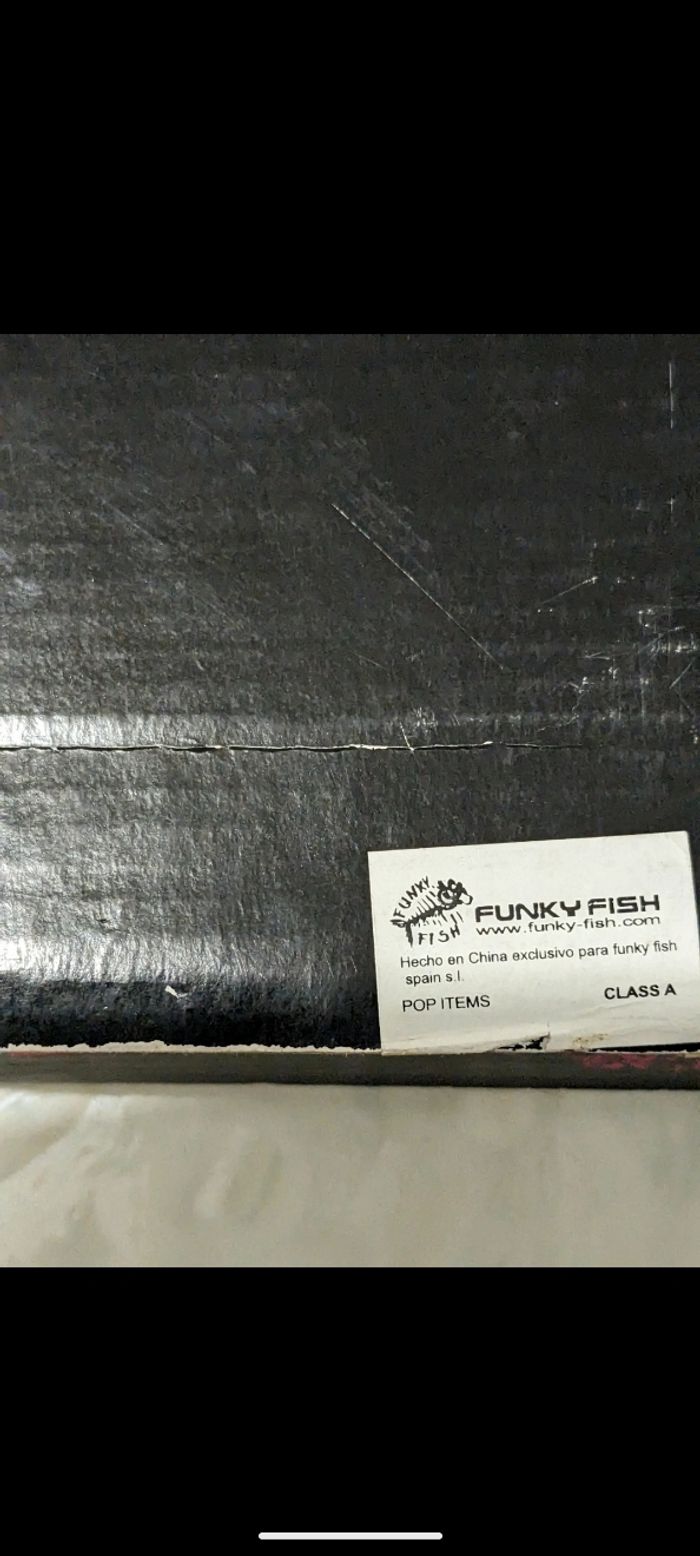 FUNKY
FISH
FUNKY FISH
www.funky-fish.com
Hecho en China exclusivo para funky fish
spain s.l.
POP ITEMS CLASS A